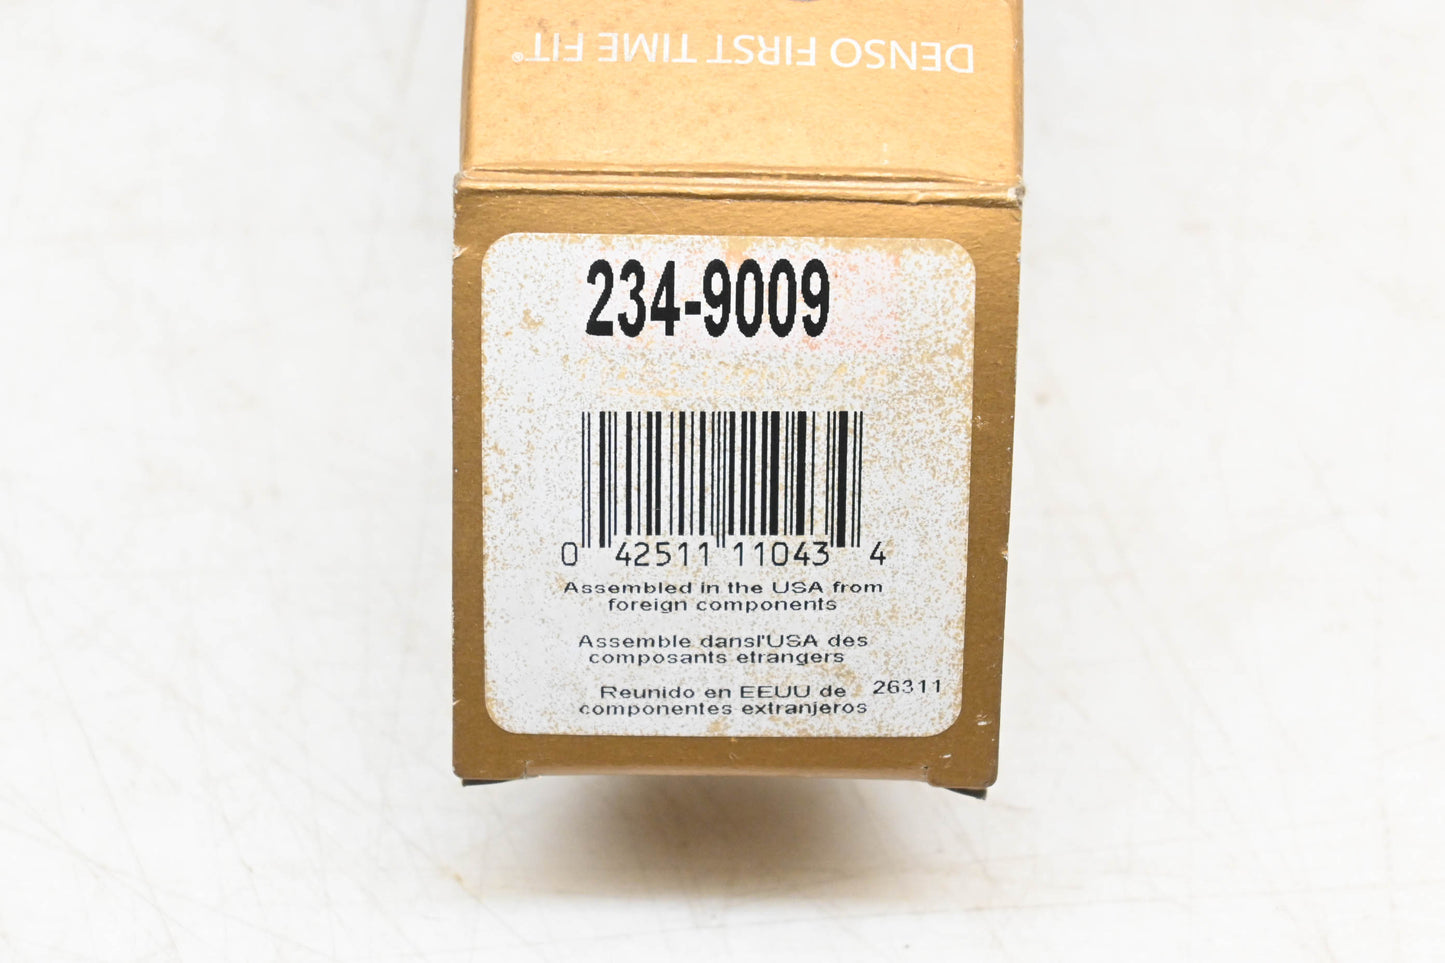 DENSO FIRST TIME FIT®
234-9009
0 42511 11043 4
Assembled in the USA from
foreign components
Assemble dansl'USA des
composants etrangers
Reunido en EEUU de
componentes extranjeros
26311